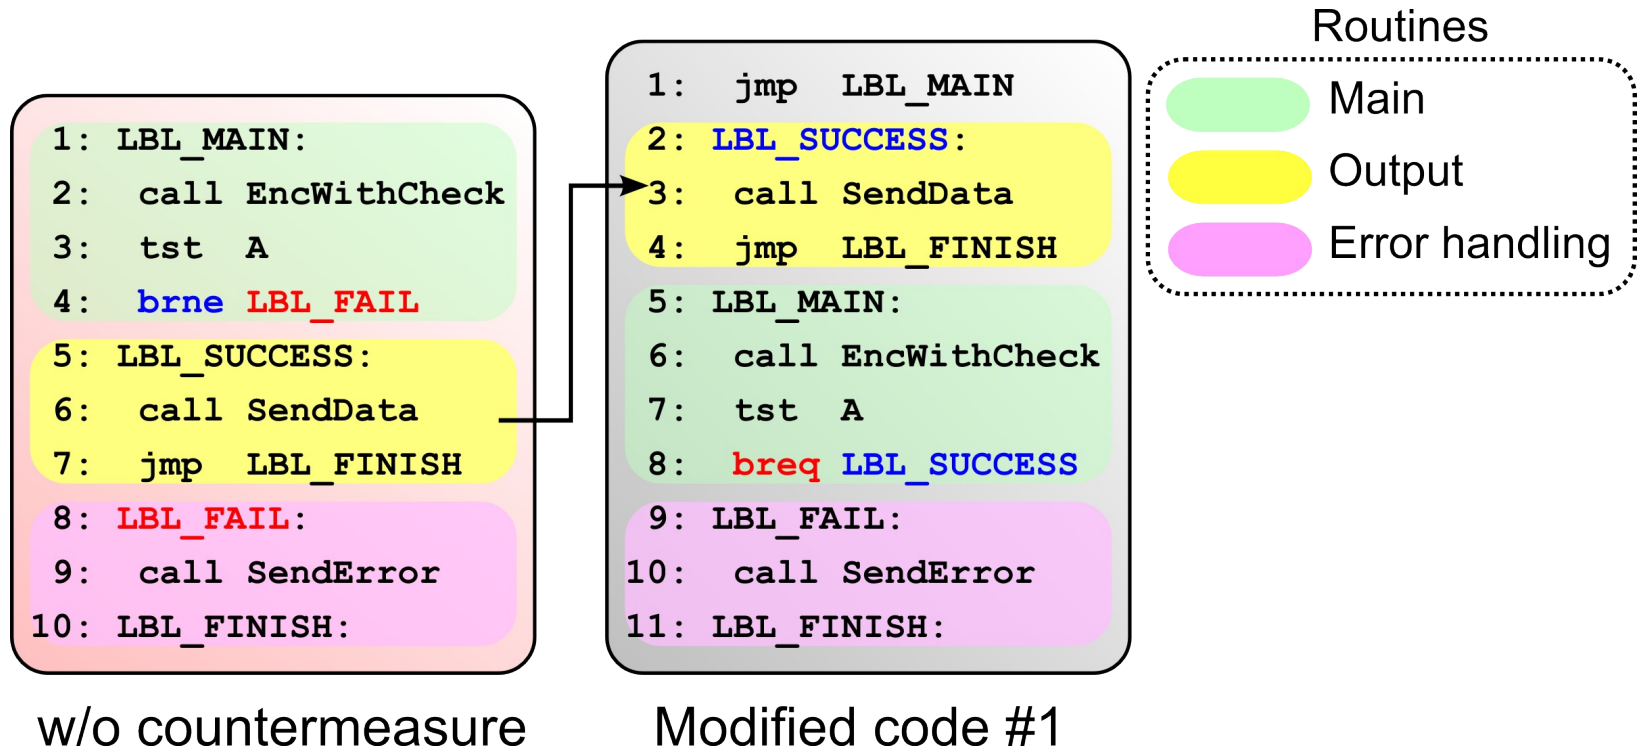 1: LBL_MAIN:
2: call EncWithCheck
3: tst A
4: brne LBL_FAIL
5: LBL_SUCCESS:
6: call SendData
7: jmp LBL_FINISH
8: LBL_FAIL:
9: call SendError
10: LBL_FINISH:
w/o countermeasure
1: jmp LBL_MAIN
2: LBL_SUCCESS:
3: call SendData
4: jmp LBL_FINISH
5: LBL_MAIN:
6: call EncWithCheck
7: tst A
8: breq LBL_SUCCESS
9: LBL_FAIL:
10: call SendError
11: LBL_FINISH:
Modified code #1
Routines
Main
Output
Error handling